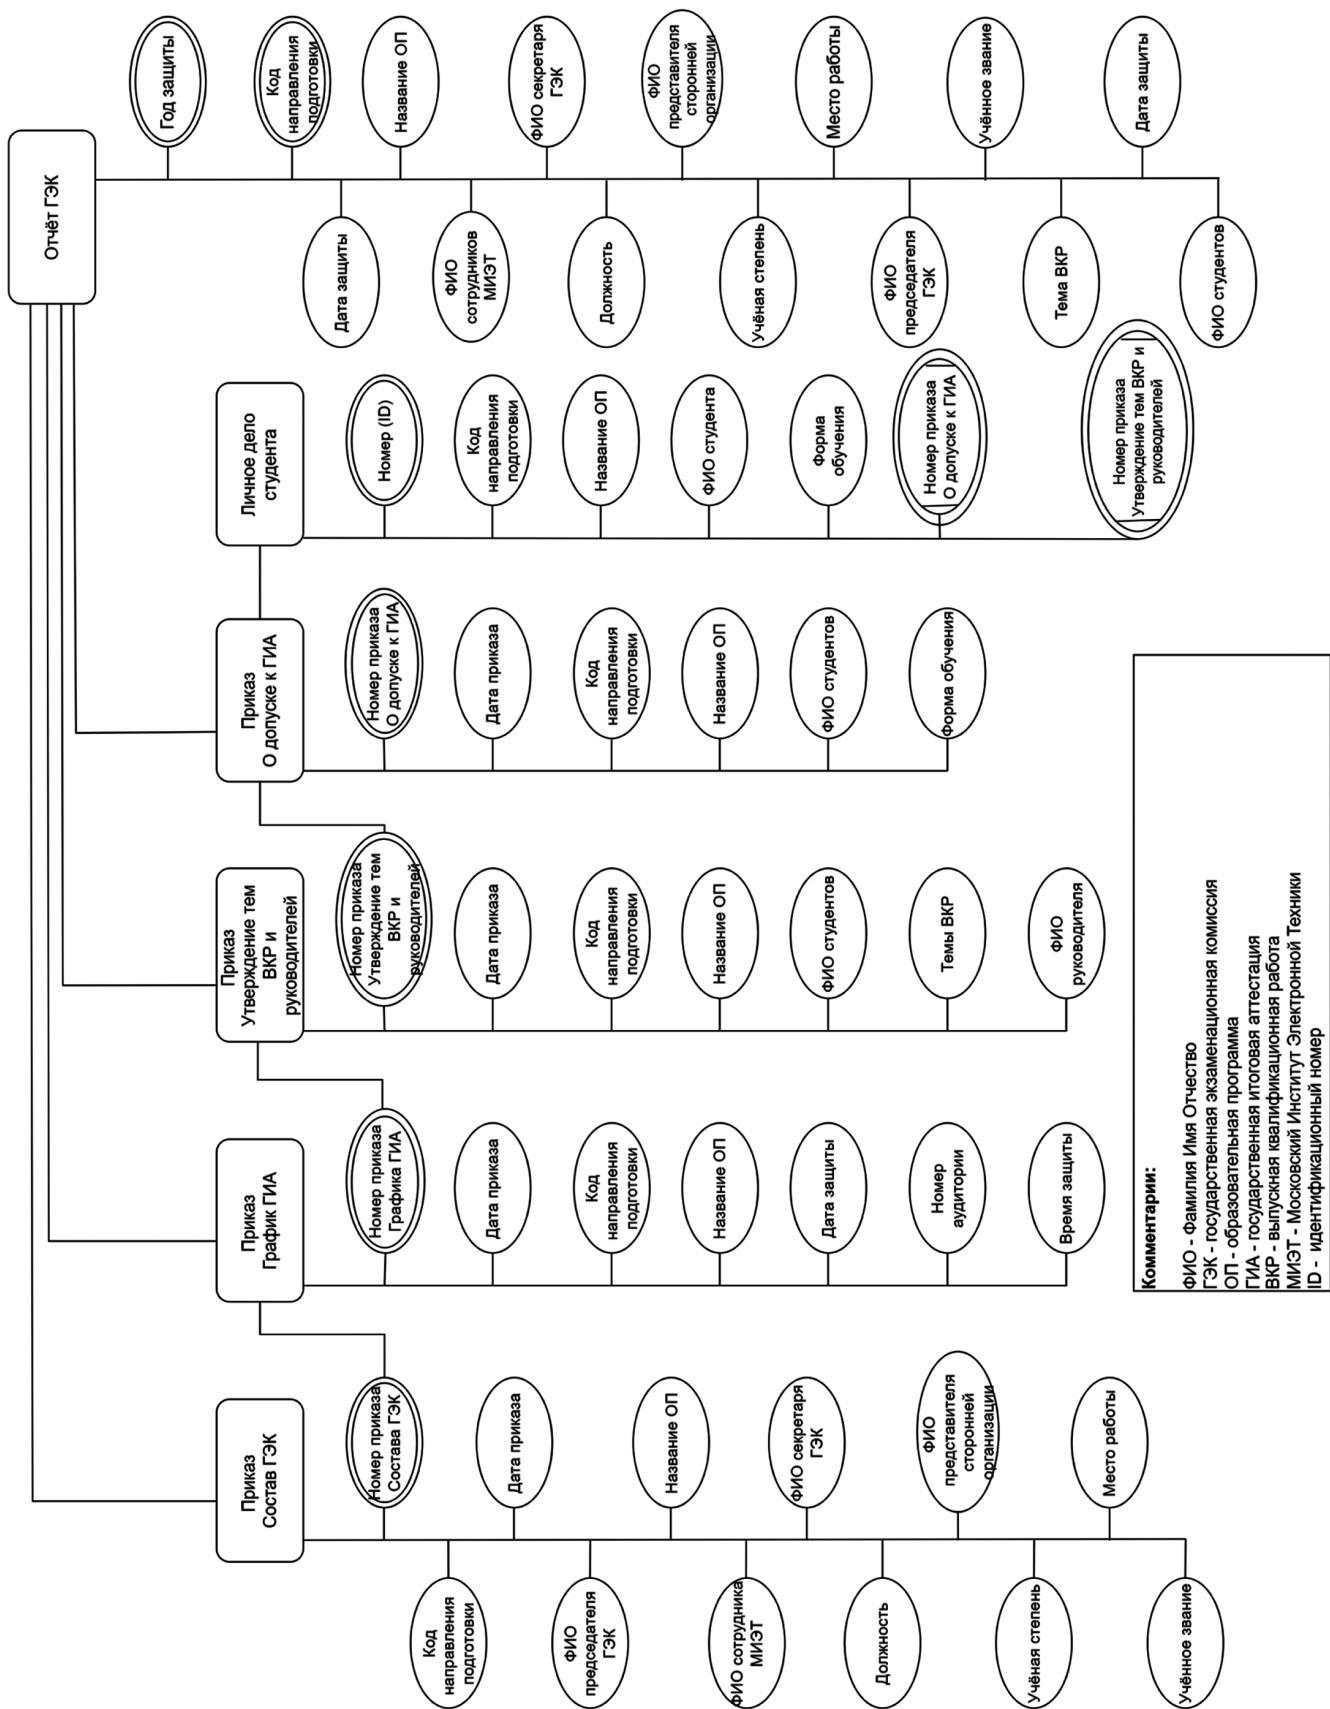 Отчёт ГЭК
Год защиты
Код
направления
подготовки
Дата защиты
Название ОП
ФИО
сотрудников
МИЭТ
ФИО секретаря
ГЭК
Должность
ФИО
представителя
сторонней
организации
Учёная степень
Место работы
ФИО
председателя
ГЭК
Учённое звание
Тема ВКР
Дата защиты
ФИО студентов
Приказ
Состав ГЭК
Номер приказа
Состава ГЭК
Код
направления
подготовки
Дата приказа
ФИО
председателя
ГЭК
Название ОП
ФИО сотрудника
МИЭТ
ФИО секретаря
ГЭК
Должность
ФИО
представителя
сторонней
организации
Учёная степень
Место работы
Учённое звание
Приказ
График ГИА
Номер приказа
Графика ГИА
Дата приказа
Код
направления
подготовки
Название ОП
Дата защиты
Номер
аудитории
Время защиты
Приказ
Утверждение тем
ВКР и
руководителей
Номер приказа
Утверждение тем
ВКР и
руководителей
Дата приказа
Код
направления
подготовки
Название ОП
ФИО студентов
Темы ВКР
ФИО
руководителя
Приказ
О допуске к ГИА
Номер приказа
О допуске к ГИА
Дата приказа
Код
направления
подготовки
Название ОП
ФИО студентов
Форма обучения
Личное дело
студента
Номер (ID)
Код
направления
подготовки
Название ОП
ФИО студента
Форма
обучения
Номер приказа
О допуске к ГИА
Номер приказа
Утверждение тем ВКР и
руководителей
Комментарии:
ФИО - Фамилия Имя Отчество
ГЭК - государственная экзаменационная комиссия
ОП - образовательная программа
ГИА - государственная итоговая аттестация
ВКР - выпускная квалификационная работа
МИЭТ - Московский Институт Электронной Техники
ID - идентификационный номер